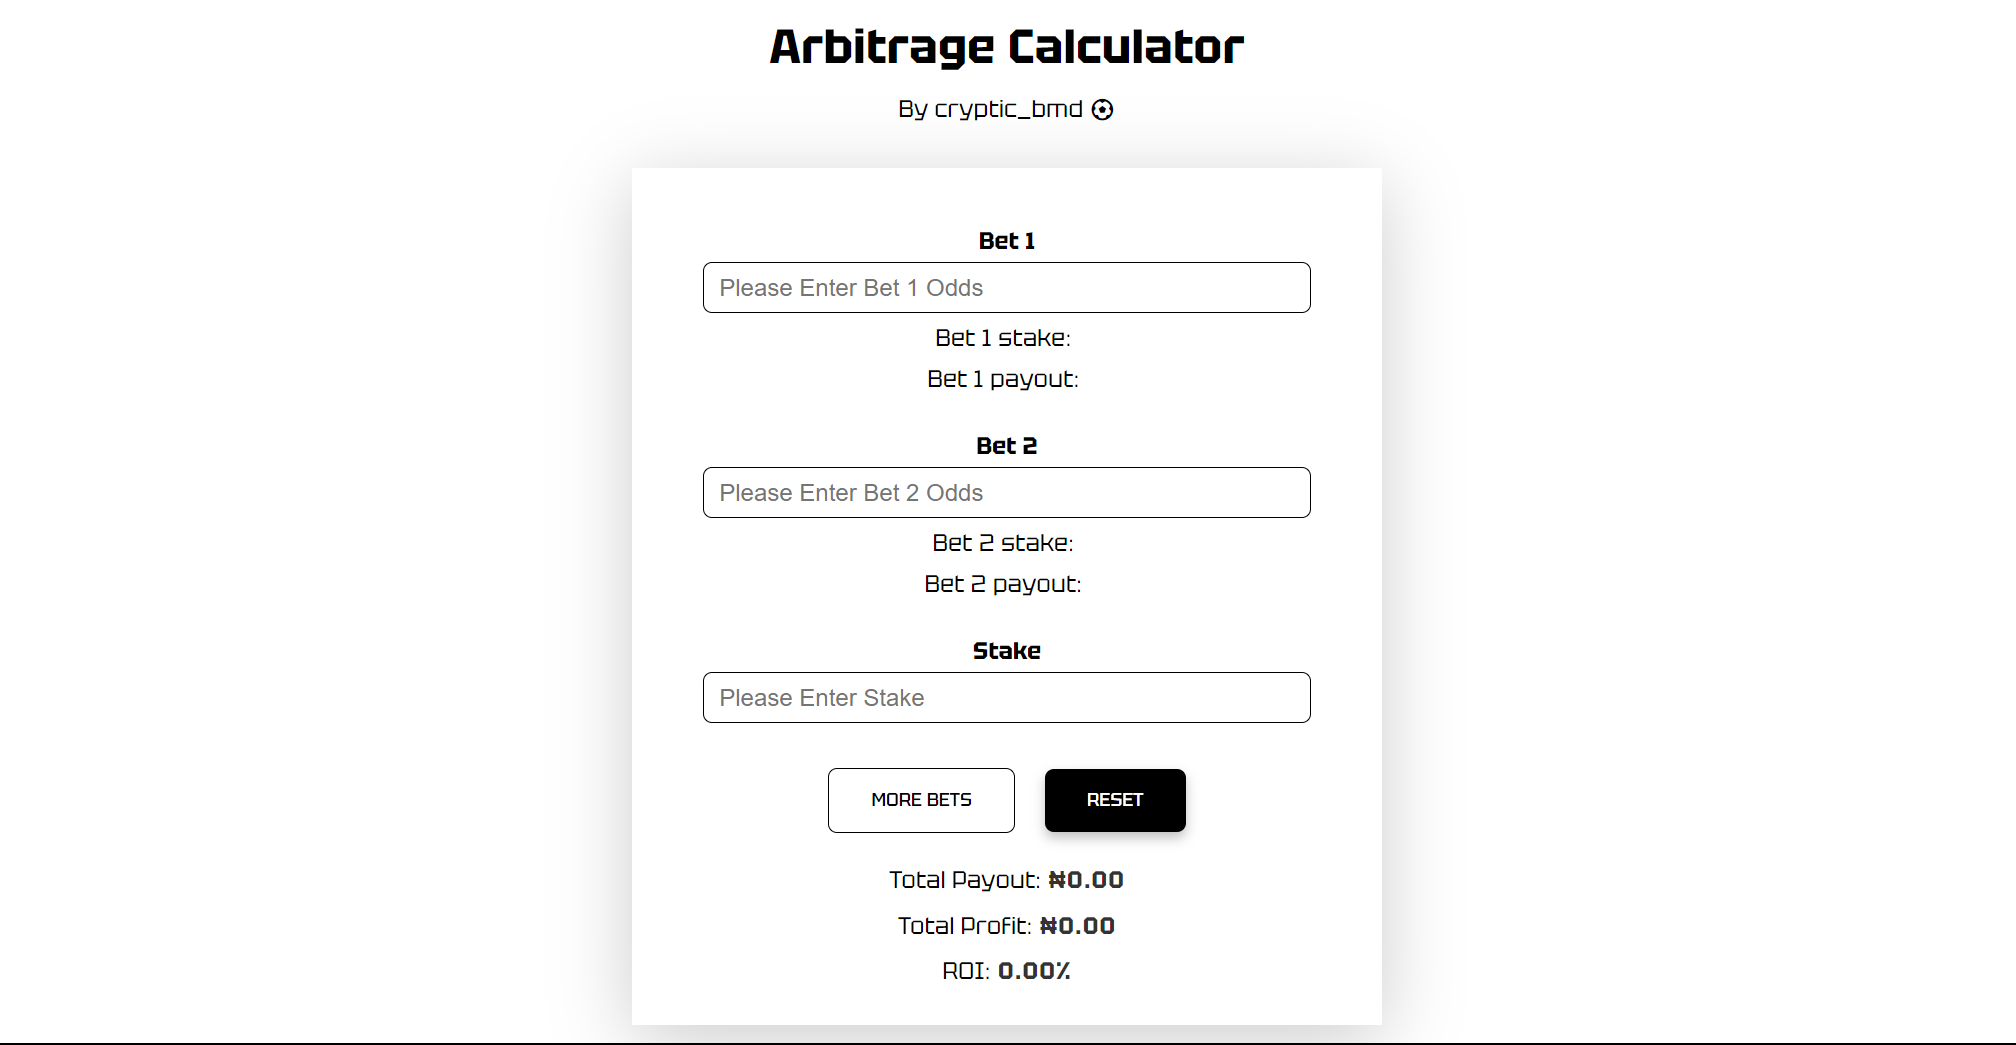 Arbitrage Calculator
By cryptic_bmd
Bet 1
Please Enter Bet 1 Odds
Bet 1 stake:
Bet 1 payout:
Bet 2
Please Enter Bet 2 Odds
Bet 2 stake:
Bet 2 payout:
Stake
Please Enter Stake
MORE BETS
RESET
Total Payout: ₦0.00
Total Profit: ₦0.00
ROI: 0.00%